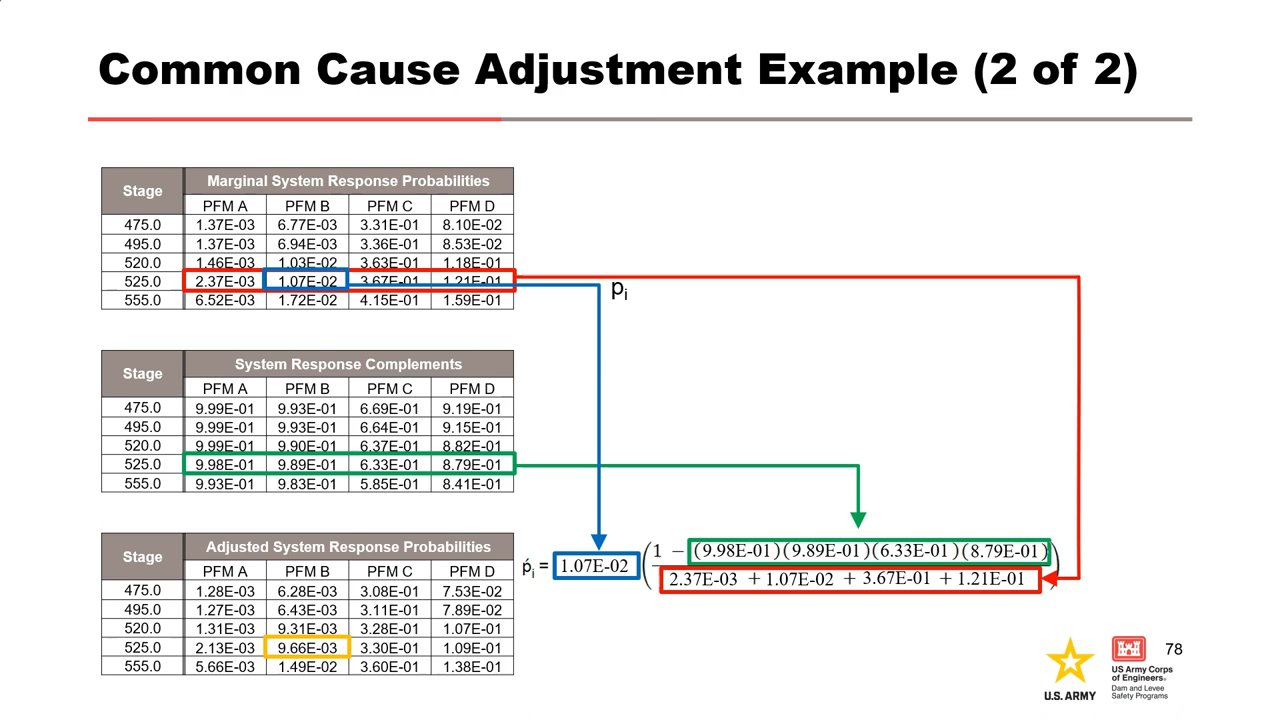 Common Cause Adjustment Example (2 of 2)
Stage Marginal System Response Probabilities
PFM A PFM B PFM C PFM D
475.0 1.37E-03 6.77E-03 3.31E-01 8.10E-02
495.0 1.37E-03 6.94E-03 3.36E-01 8.53E-02
520.0 1.46E-03 1.03E-02 3.63E-01 1.18E-01
525.0 2.37E-03 1.07E-02 3.67E-01 1.21E-01
555.0 6.52E-03 1.72E-02 4.15E-01 1.59E-01
pi
Stage System Response Complements
PFM A PFM B PFM C PFM D
475.0 9.99E-01 9.93E-01 6.69E-01 9.19E-01
495.0 9.99E-01 9.93E-01 6.64E-01 9.15E-01
520.0 9.99E-01 9.90E-01 6.37E-01 8.82E-01
525.0 9.98E-01 9.89E-01 6.33E-01 8.79E-01
555.0 9.93E-01 9.83E-01 5.85E-01 8.41E-01
Stage Adjusted System Response Probabilities
PFM A PFM B PFM C PFM D
475.0 1.28E-03 6.28E-03 3.08E-01 7.53E-02
495.0 1.27E-03 6.43E-03 3.11E-01 7.89E-02
520.0 1.31E-03 9.31E-03 3.28E-01 1.07E-01
525.0 2.13E-03 9.66E-03 3.30E-01 1.09E-01
555.0 5.66E-03 1.49E-02 3.60E-01 1.38E-01
ṕi = 1.07E-02 (1 − (9.98E-01)(9.89E-01)(6.33E-01)(8.79E-01)
2.37E-03 + 1.07E-02 + 3.67E-01 + 1.21E-01)
U.S. ARMY
US Army Corps
of Engineers®
Dam and Levee
Safety Programs
78